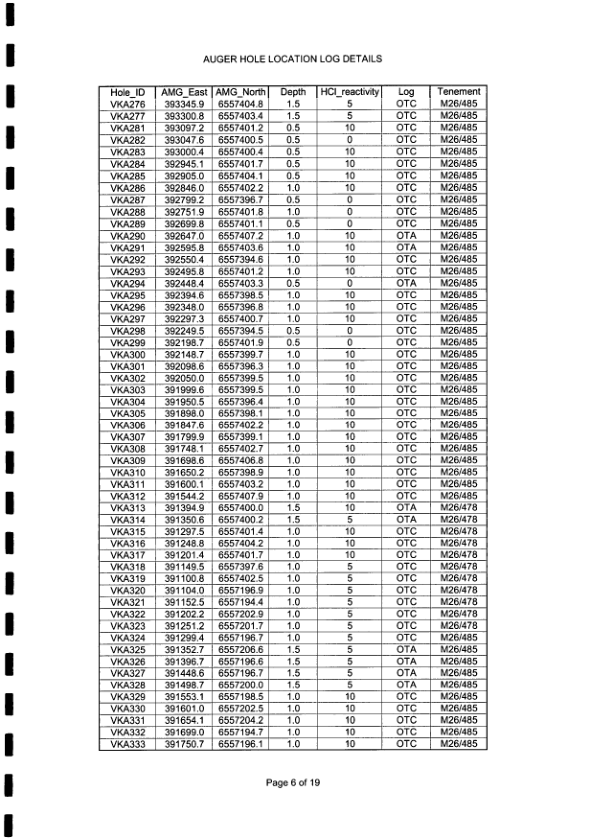 AUGER HOLE LOCATION LOG DETAILS
Hole_ID AMG_East AMG_North Depth HCl_reactivity Log Tenement
VKA276 393345.9 6557404.8 1.5 5 OTC M26/485
VKA277 393300.8 6557403.4 1.5 5 OTC M26/485
VKA281 393097.2 6557401.2 0.5 10 OTC M26/485
VKA282 393047.6 6557400.5 0.5 0 OTC M26/485
VKA283 393000.4 6557400.4 0.5 10 OTC M26/485
VKA284 392945.1 6557401.7 0.5 10 OTC M26/485
VKA285 392905.0 6557404.1 0.5 10 OTC M26/485
VKA286 392846.0 6557402.2 1.0 10 OTC M26/485
VKA287 392799.2 6557396.7 0.5 0 OTC M26/485
VKA288 392751.9 6557401.8 1.0 0 OTC M26/485
VKA289 392699.8 6557401.1 0.5 0 OTC M26/485
VKA290 392647.0 6557407.2 1.0 10 OTA M26/485
VKA291 392595.8 6557403.6 1.0 10 OTA M26/485
VKA292 392550.4 6557394.6 1.0 10 OTC M26/485
VKA293 392495.8 6557401.2 1.0 10 OTC M26/485
VKA294 392448.4 6557403.3 0.5 0 OTA M26/485
VKA295 392394.6 6557398.5 1.0 10 OTC M26/485
VKA296 392348.0 6557396.8 1.0 10 OTC M26/485
VKA297 392297.3 6557400.7 1.0 10 OTC M26/485
VKA298 392249.5 6557394.5 0.5 0 OTC M26/485
VKA299 392198.7 6557401.9 0.5 0 OTC M26/485
VKA300 392148.7 6557399.7 1.0 10 OTC M26/485
VKA301 392098.6 6557396.3 1.0 10 OTC M26/485
VKA302 392050.0 6557399.5 1.0 10 OTC M26/485
VKA303 391999.6 6557399.5 1.0 10 OTC M26/485
VKA304 391950.5 6557396.4 1.0 10 OTC M26/485
VKA305 391898.0 6557398.1 1.0 10 OTC M26/485
VKA306 391847.6 6557402.2 1.0 10 OTC M26/485
VKA307 391799.9 6557399.1 1.0 10 OTC M26/485
VKA308 391748.1 6557402.7 1.0 10 OTC M26/485
VKA309 391698.6 6557406.8 1.0 10 OTC M26/485
VKA310 391650.2 6557398.9 1.0 10 OTC M26/485
VKA311 391600.1 6557403.2 1.0 10 OTC M26/485
VKA312 391544.2 6557407.9 1.0 10 OTC M26/485
VKA313 391394.9 6557400.0 1.5 10 OTA M26/478
VKA314 391350.6 6557400.2 1.5 5 OTA M26/478
VKA315 391297.5 6557401.4 1.0 10 OTC M26/478
VKA316 391248.8 6557404.2 1.0 10 OTC M26/478
VKA317 391201.4 6557401.7 1.0 10 OTC M26/478
VKA318 391149.5 6557397.6 1.0 5 OTC M26/478
VKA319 391100.8 6557402.5 1.0 5 OTC M26/478
VKA320 391104.0 6557196.9 1.0 5 OTC M26/478
VKA321 391152.5 6557194.4 1.0 5 OTC M26/478
VKA322 391202.2 6557202.9 1.0 5 OTC M26/478
VKA323 391251.2 6557201.7 1.0 5 OTC M26/478
VKA324 391299.4 6557196.7 1.0 5 OTC M26/485
VKA325 391352.7 6557206.6 1.5 5 OTA M26/485
VKA326 391396.7 6557196.6 1.5 5 OTA M26/485
VKA327 391448.6 6557196.7 1.5 5 OTA M26/485
VKA328 391498.7 6557200.0 1.5 5 OTA M26/485
VKA329 391553.1 6557198.5 1.0 10 OTC M26/485
VKA330 391601.0 6557202.5 1.0 10 OTC M26/485
VKA331 391654.1 6557204.2 1.0 10 OTC M26/485
VKA332 391699.0 6557194.7 1.0 10 OTC M26/485
VKA333 391750.7 6557196.1 1.0 10 OTC M26/485
Page 6 of 19